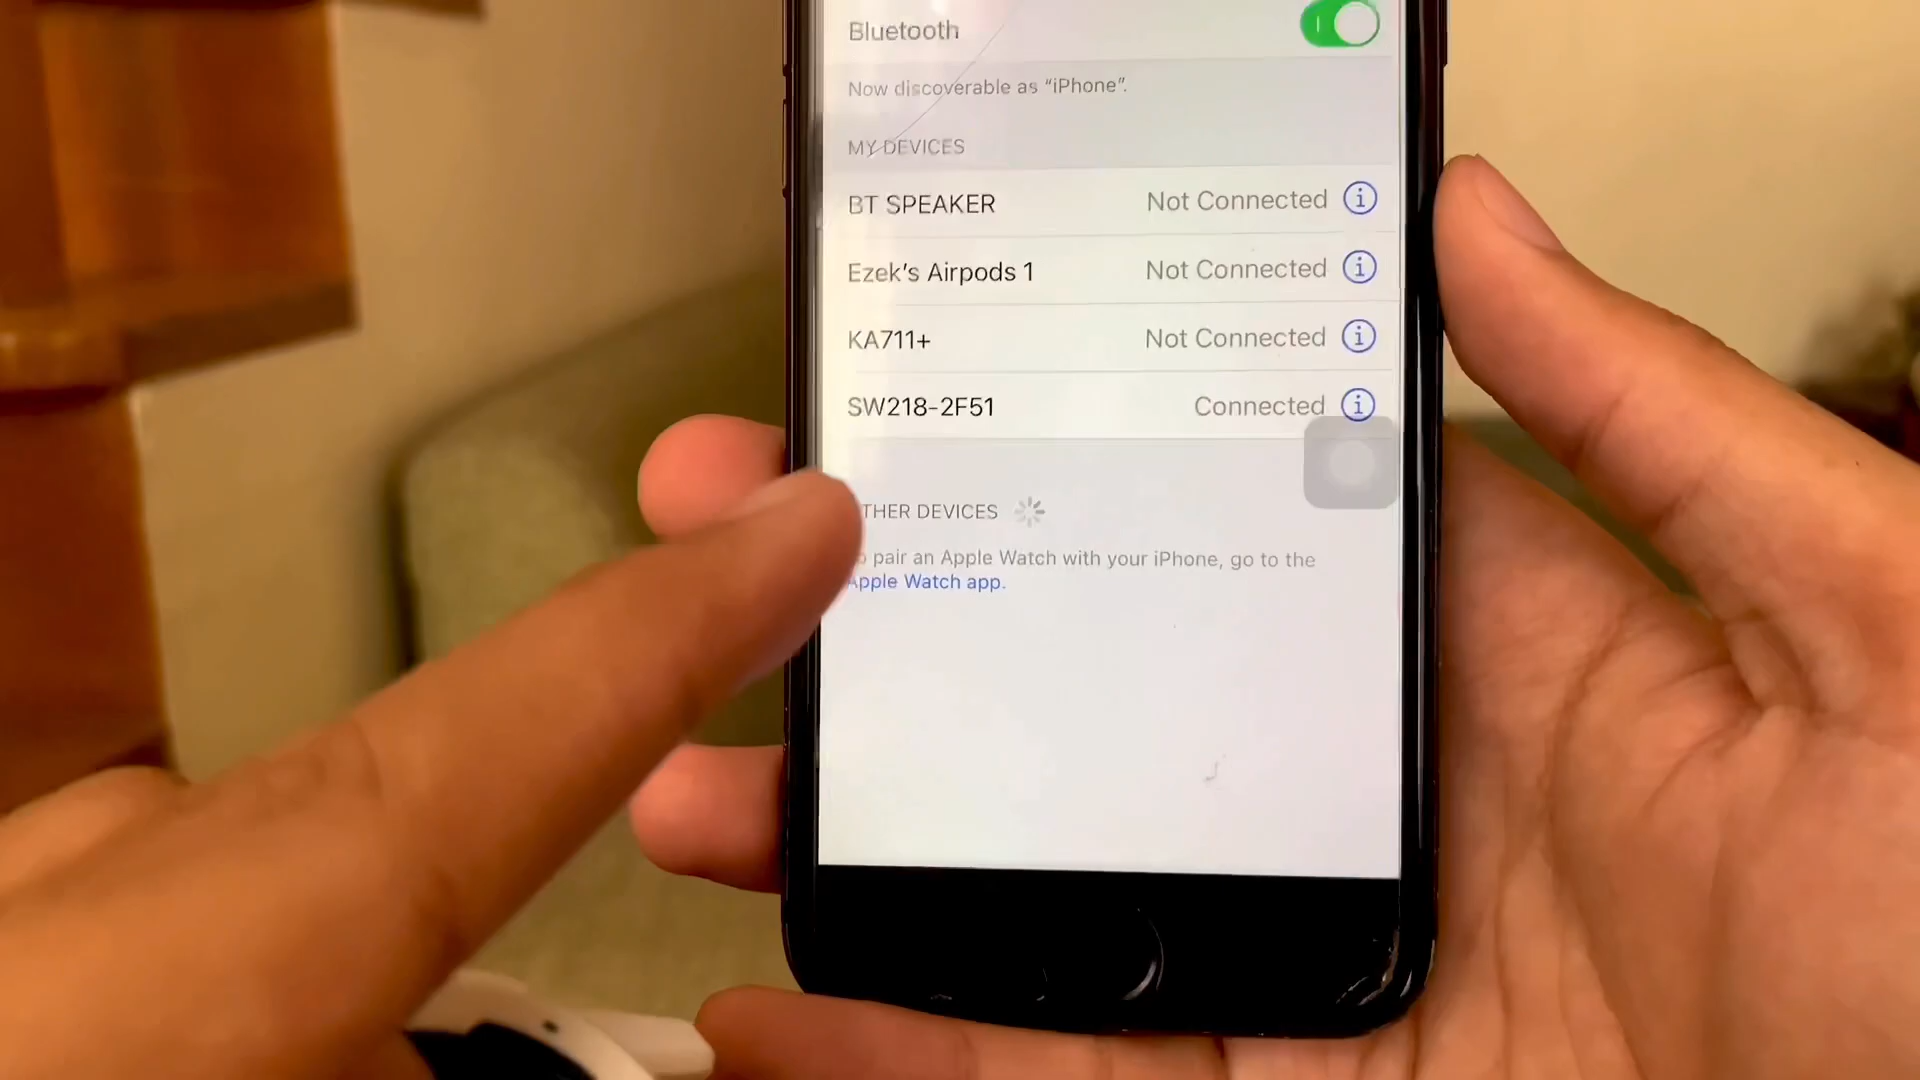 Bluetooth
Now discoverable as “iPhone”.
MY DEVICES
BT SPEAKER Not Connected
Ezek’s Airpods 1 Not Connected
KA711+ Not Connected
SW218-2F51 Connected
THER DEVICES
pair an Apple Watch with your iPhone, go to the
Apple Watch app.